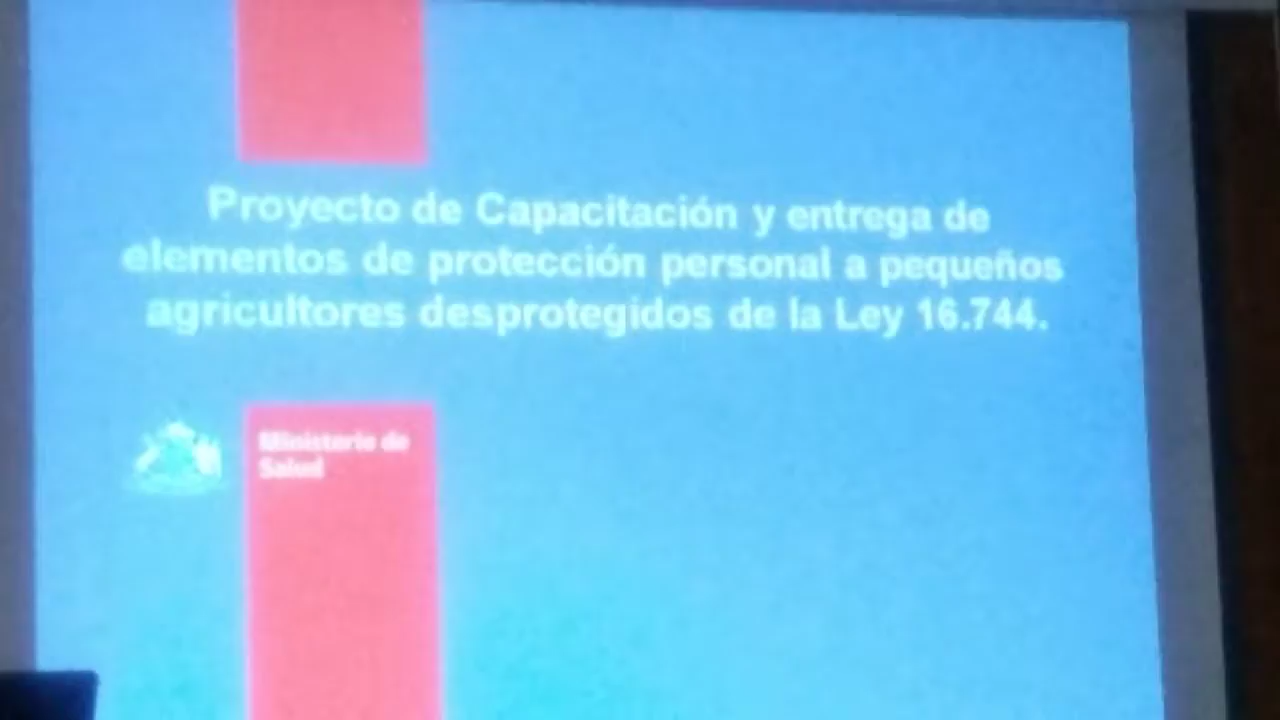 Proyecto de Capacitación y entrega de
elementos de protección personal a pequeños
agricultores desprotegidos de la Ley 16.744.
Ministerio de
Salud